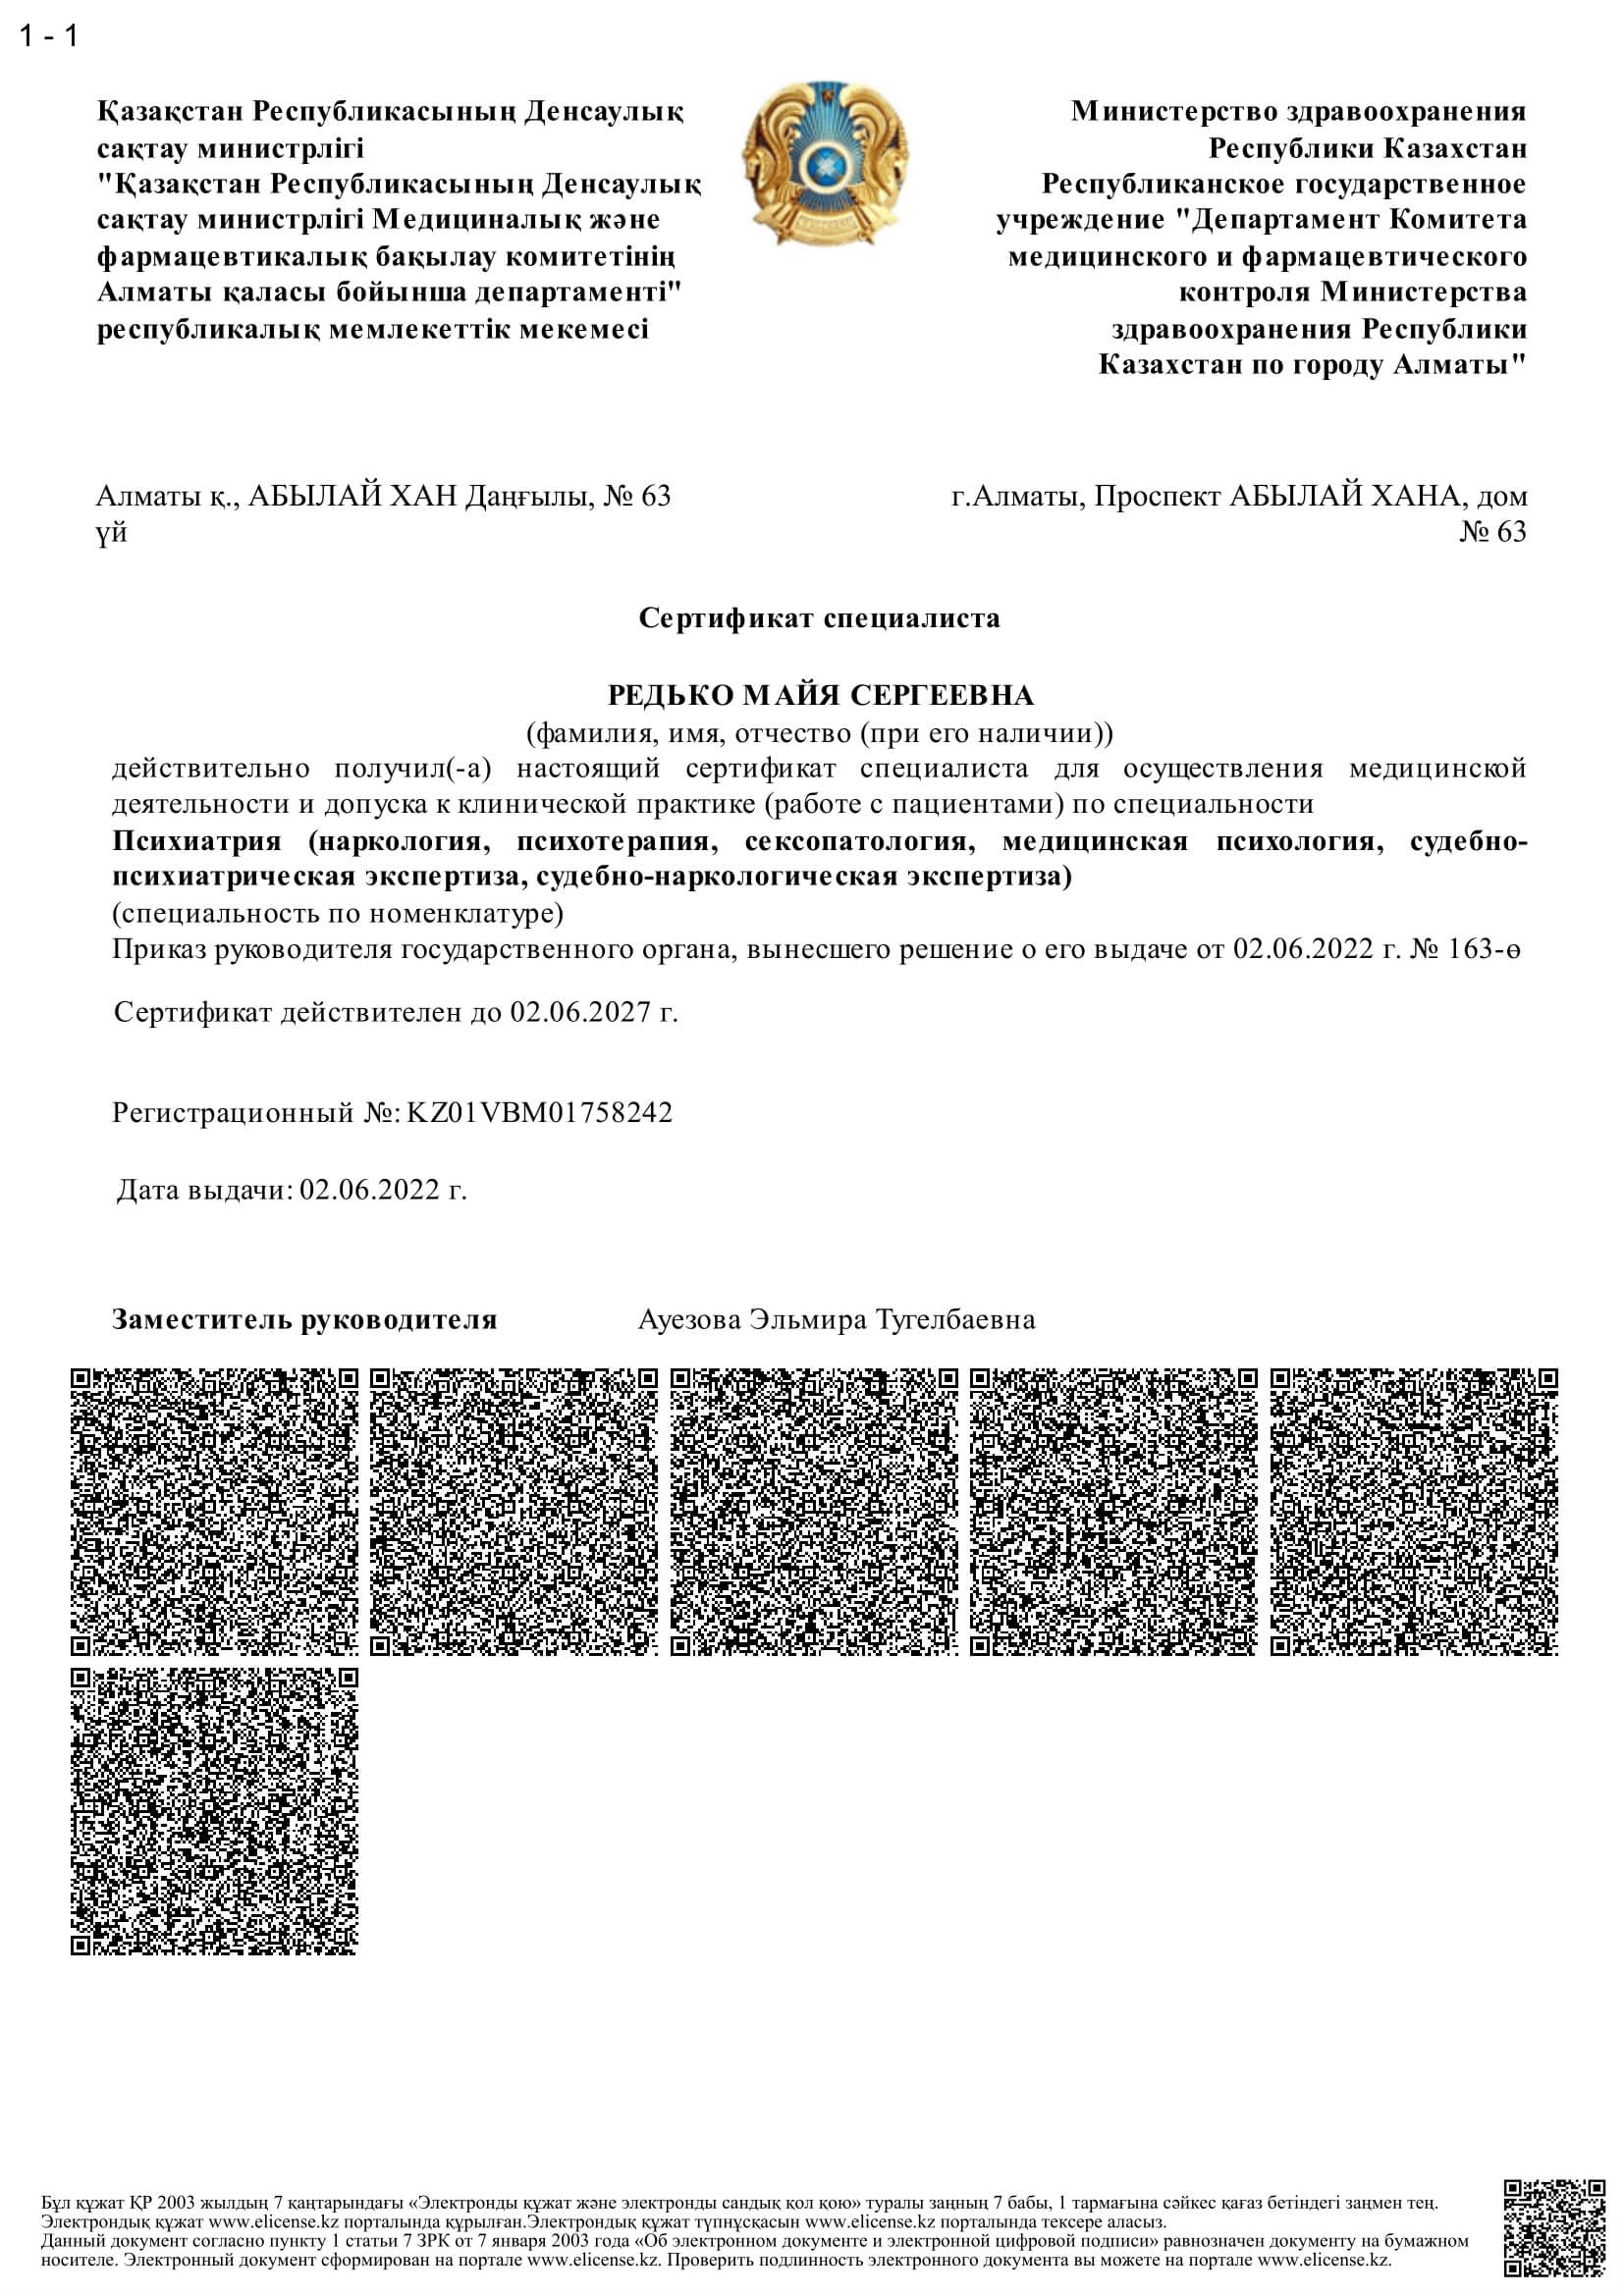 1 - 1
Қазақстан Республикасының Денсаулық
сақтау министрлігі
"Қазақстан Республикасының Денсаулық
сақтау министрлігі Медициналық және
фармацевтикалық бақылау комитетінің
Алматы қаласы бойынша департаменті"
республикалық мемлекеттік мекемесі
Министерство здравоохранения
Республики Казахстан
Республиканское государственное
учреждение "Департамент Комитета
медицинского и фармацевтического
контроля Министерства
здравоохранения Республики
Казахстан по городу Алматы"
Алматы қ., АБЫЛАЙ ХАН Даңғылы, № 63
үй
г.Алматы, Проспект АБЫЛАЙ ХАНА, дом
№ 63
Сертификат специалиста
РЕДЬКО МАЙЯ СЕРГЕЕВНА
(фамилия, имя, отчество (при его наличии))
действительно получил(-а) настоящий сертификат специалиста для осуществления медицинской
деятельности и допуска к клинической практике (работе с пациентами) по специальности
Психиатрия (наркология, психотерапия, сексопатология, медицинская психология, судебно-
психиатрическая экспертиза, судебно-наркологическая экспертиза)
(специальность по номенклатуре)
Приказ руководителя государственного органа, вынесшего решение о его выдаче от 02.06.2022 г. № 163-ө
Сертификат действителен до 02.06.2027 г.
Регистрационный №: KZ01VBM01758242
Дата выдачи: 02.06.2022 г.
Заместитель руководителя Ауезова Эльмира Тугелбаевна
Бұл құжат ҚР 2003 жылдың 7 қаңтарындағы «Электронды құжат және электронды сандық қол қою» туралы заңның 7 бабы, 1 тармағына сәйкес қағаз бетіндегі заңмен тең.
Электрондық құжат www.elicense.kz порталында құрылған.Электрондық құжат түпнұсқасын www.elicense.kz порталында тексере аласыз.
Данный документ согласно пункту 1 статьи 7 ЗРК от 7 января 2003 года «Об электронном документе и электронной цифровой подписи» равнозначен документу на бумажном
носителе. Электронный документ сформирован на портале www.elicense.kz. Проверить подлинность электронного документа вы можете на портале www.elicense.kz.